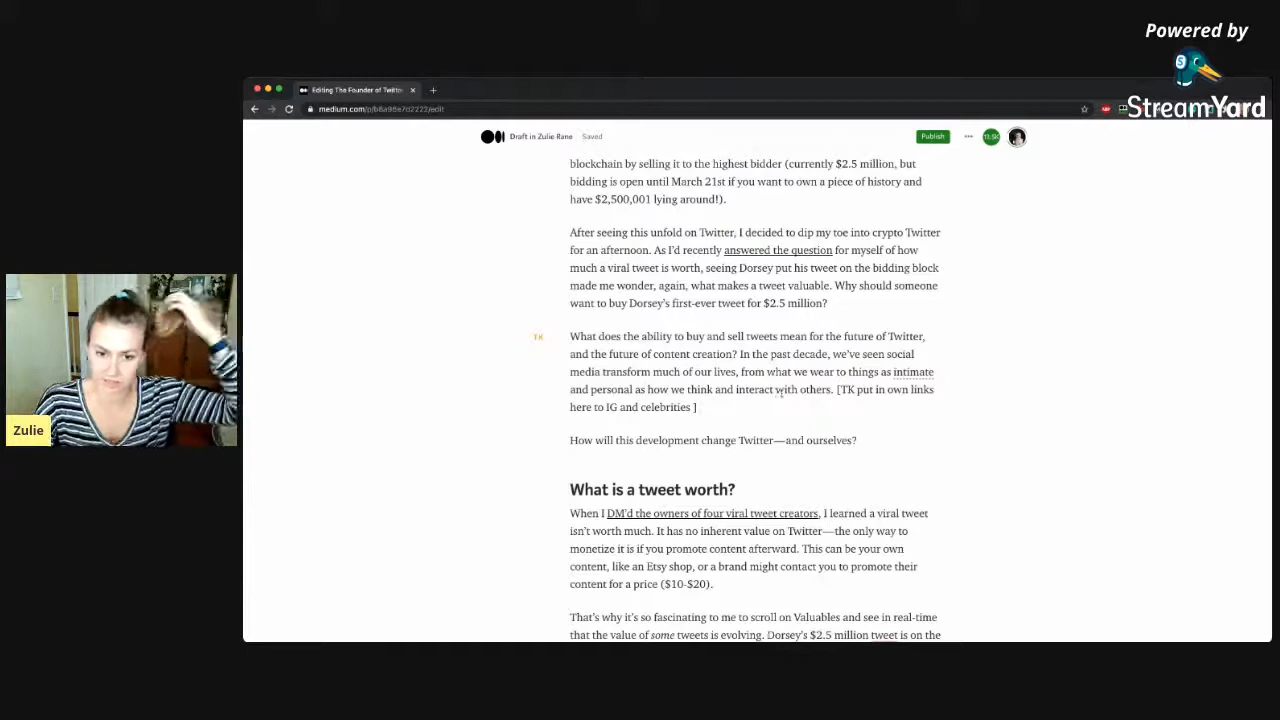 Powered by
StreamYard
Editing The Founder of Twitter
medium.com/p/b8a98e7d2222/edit
Draft in Zulie Rane Saved
Publish
blockchain by selling it to the highest bidder (currently $2.5 million, but
bidding is open until March 21st if you want to own a piece of history and
have $2,500,001 lying around!).
After seeing this unfold on Twitter, I decided to dip my toe into crypto Twitter
for an afternoon. As I'd recently answered the question for myself of how
much a viral tweet is worth, seeing Dorsey put his tweet on the bidding block
made me wonder, again, what makes a tweet valuable. Why should someone
want to buy Dorsey's first-ever tweet for $2.5 million?
TK
What does the ability to buy and sell tweets mean for the future of Twitter,
and the future of content creation? In the past decade, we've seen social
media transform much of our lives, from what we wear to things as intimate
and personal as how we think and interact with others. [TK put in own links
here to IG and celebrities ]
Zulie
How will this development change Twitter—and ourselves?
What is a tweet worth?
When I DM'd the owners of four viral tweet creators, I learned a viral tweet
isn't worth much. It has no inherent value on Twitter—the only way to
monetize it is if you promote content afterward. This can be your own
content, like an Etsy shop, or a brand might contact you to promote their
content for a price ($10-$20).
That's why it's so fascinating to me to scroll on Valuables and see in real-time
that the value of some tweets is evolving. Dorsey's $2.5 million tweet is on the